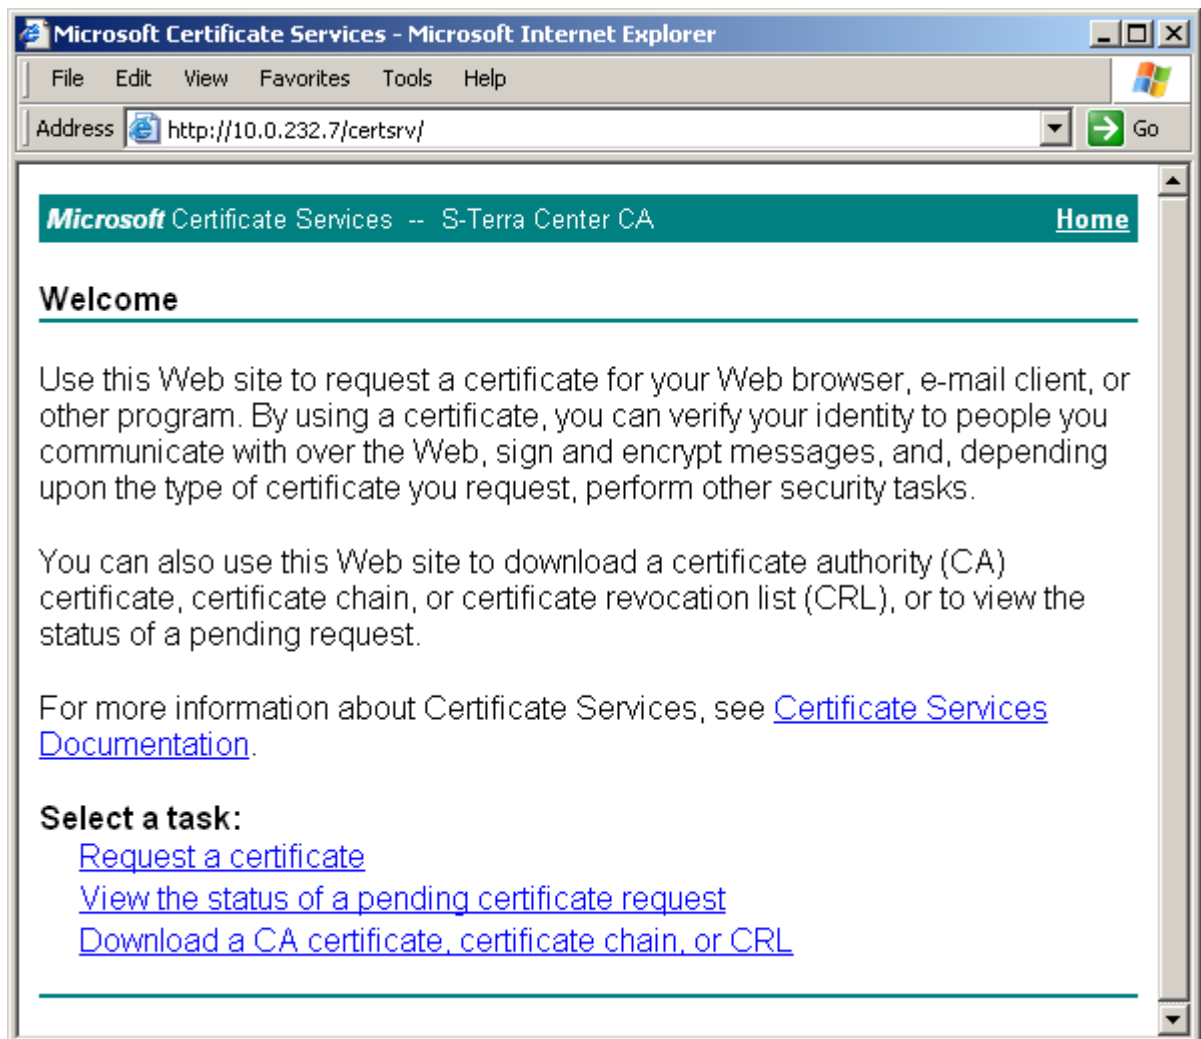 Microsoft Certificate Services - Microsoft Internet Explorer
File Edit View Favorites Tools Help
Address http://10.0.232.7/certsrv/ Go
Microsoft Certificate Services -- S-Terra Center CA Home
Welcome
Use this Web site to request a certificate for your Web browser, e-mail client, or
other program. By using a certificate, you can verify your identity to people you
communicate with over the Web, sign and encrypt messages, and, depending
upon the type of certificate you request, perform other security tasks.
You can also use this Web site to download a certificate authority (CA)
certificate, certificate chain, or certificate revocation list (CRL), or to view the
status of a pending request.
For more information about Certificate Services, see Certificate Services
Documentation.
Select a task:
Request a certificate
View the status of a pending certificate request
Download a CA certificate, certificate chain, or CRL